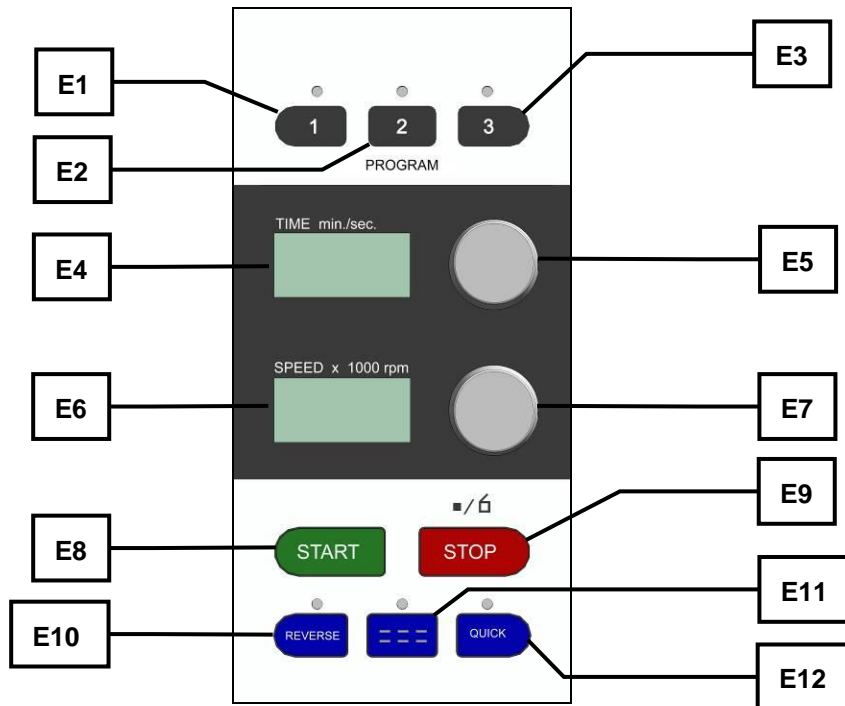 E1
E3
1 2 3
E2
PROGRAM
TIME min./sec.
E4
E5
SPEED x 1000 rpm
E6
E7
E9
START STOP
E8
E11
E10
REVERSE QUICK
E12